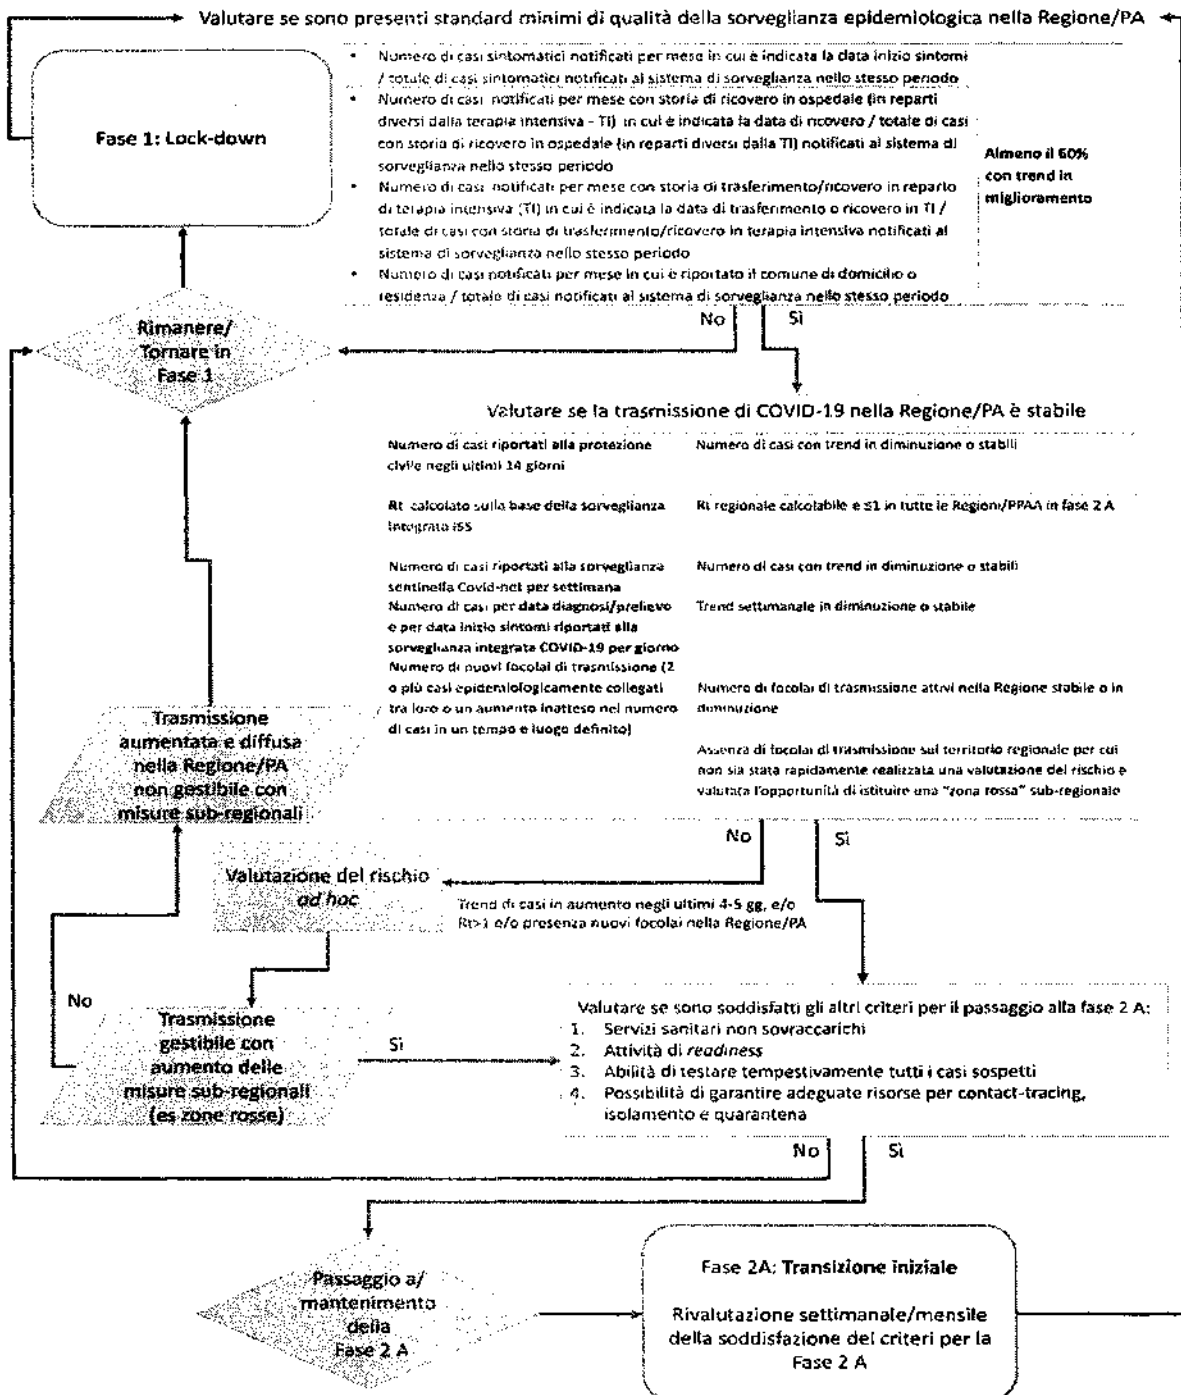 Valutare se sono presenti standard minimi di qualità della sorveglianza epidemiologica nella Regione/PA
Fase 1: Lock-down
• Numero di casi sintomatici notificati per mese in cui è indicata la data inizio sintomi
/ totale di casi sintomatici notificati al sistema di sorveglianza nello stesso periodo
• Numero di casi notificati per mese con storia di ricovero in ospedale (in reparti
diversi dalla terapia intensiva - TI) in cui è indicata la data di ricovero / totale di casi
con storia di ricovero in ospedale (in reparti diversi dalla TI) notificati al sistema di
sorveglianza nello stesso periodo
• Numero di casi notificati per mese con storia di trasferimento/ricovero in reparto
di terapia intensiva (TI) in cui è indicata la data di trasferimento o ricovero in TI /
totale di casi con storia di trasferimento/ricovero in terapia intensiva notificati al
sistema di sorveglianza nello stesso periodo
• Numero di casi notificati per mese in cui è riportato il comune di domicilio o
residenza / totale di casi notificati al sistema di sorveglianza nello stesso periodo
Almeno il 60%
con trend in
miglioramento
No
Sì
Rimanere/
Tornare in
Fase 1
Valutare se la trasmissione di COVID-19 nella Regione/PA è stabile
Numero di casi riportati alla protezione
civile negli ultimi 14 giorni
Numero di casi con trend in diminuzione o stabili
Rt calcolato sulla base della sorveglianza
integrata ISS
Rt regionale calcolabile e ≤1 in tutte le Regioni/PPAA in fase 2 A
Numero di casi riportati alla sorveglianza
sentinella Covid-net per settimana
Numero di casi con trend in diminuzione o stabili
Numero di casi per data diagnosi/prelievo
e per data inizio sintomi riportati alla
sorveglianza integrata COVID-19 per giorno
Trend settimanale in diminuzione o stabile
Numero di nuovi focolai di trasmissione (2
o più casi epidemiologicamente collegati
tra loro o un aumento inatteso nel numero
di casi in un tempo e luogo definito)
Numero di focolai di trasmissione attivi nella Regione stabile o in
diminuzione
Assenza di focolai di trasmissione sul territorio regionale per cui
non sia stata rapidamente realizzata una valutazione del rischio e
valutata l'opportunità di istituire una "zona rossa" sub-regionale
Trasmissione
aumentata e diffusa
nella Regione/PA
non gestibile con
misure sub-regionali
No
Sì
Valutazione del rischio
ad hoc
Trend di casi in aumento negli ultimi 4-5 gg, e/o
Rt>1 e/o presenza nuovi focolai nella Regione/PA
No
Trasmissione
gestibile con
aumento delle
misure sub-regionali
(es zone rosse)
Sì
Valutare se sono soddisfatti gli altri criteri per il passaggio alla fase 2 A:
1. Servizi sanitari non sovraccarichi
2. Attività di readiness
3. Abilità di testare tempestivamente tutti i casi sospetti
4. Possibilità di garantire adeguate risorse per contact-tracing,
isolamento e quarantena
No
Sì
Passaggio a/
mantenimento
della
Fase 2 A
Fase 2A: Transizione iniziale
Rivalutazione settimanale/mensile
della soddisfazione dei criteri per la
Fase 2 A